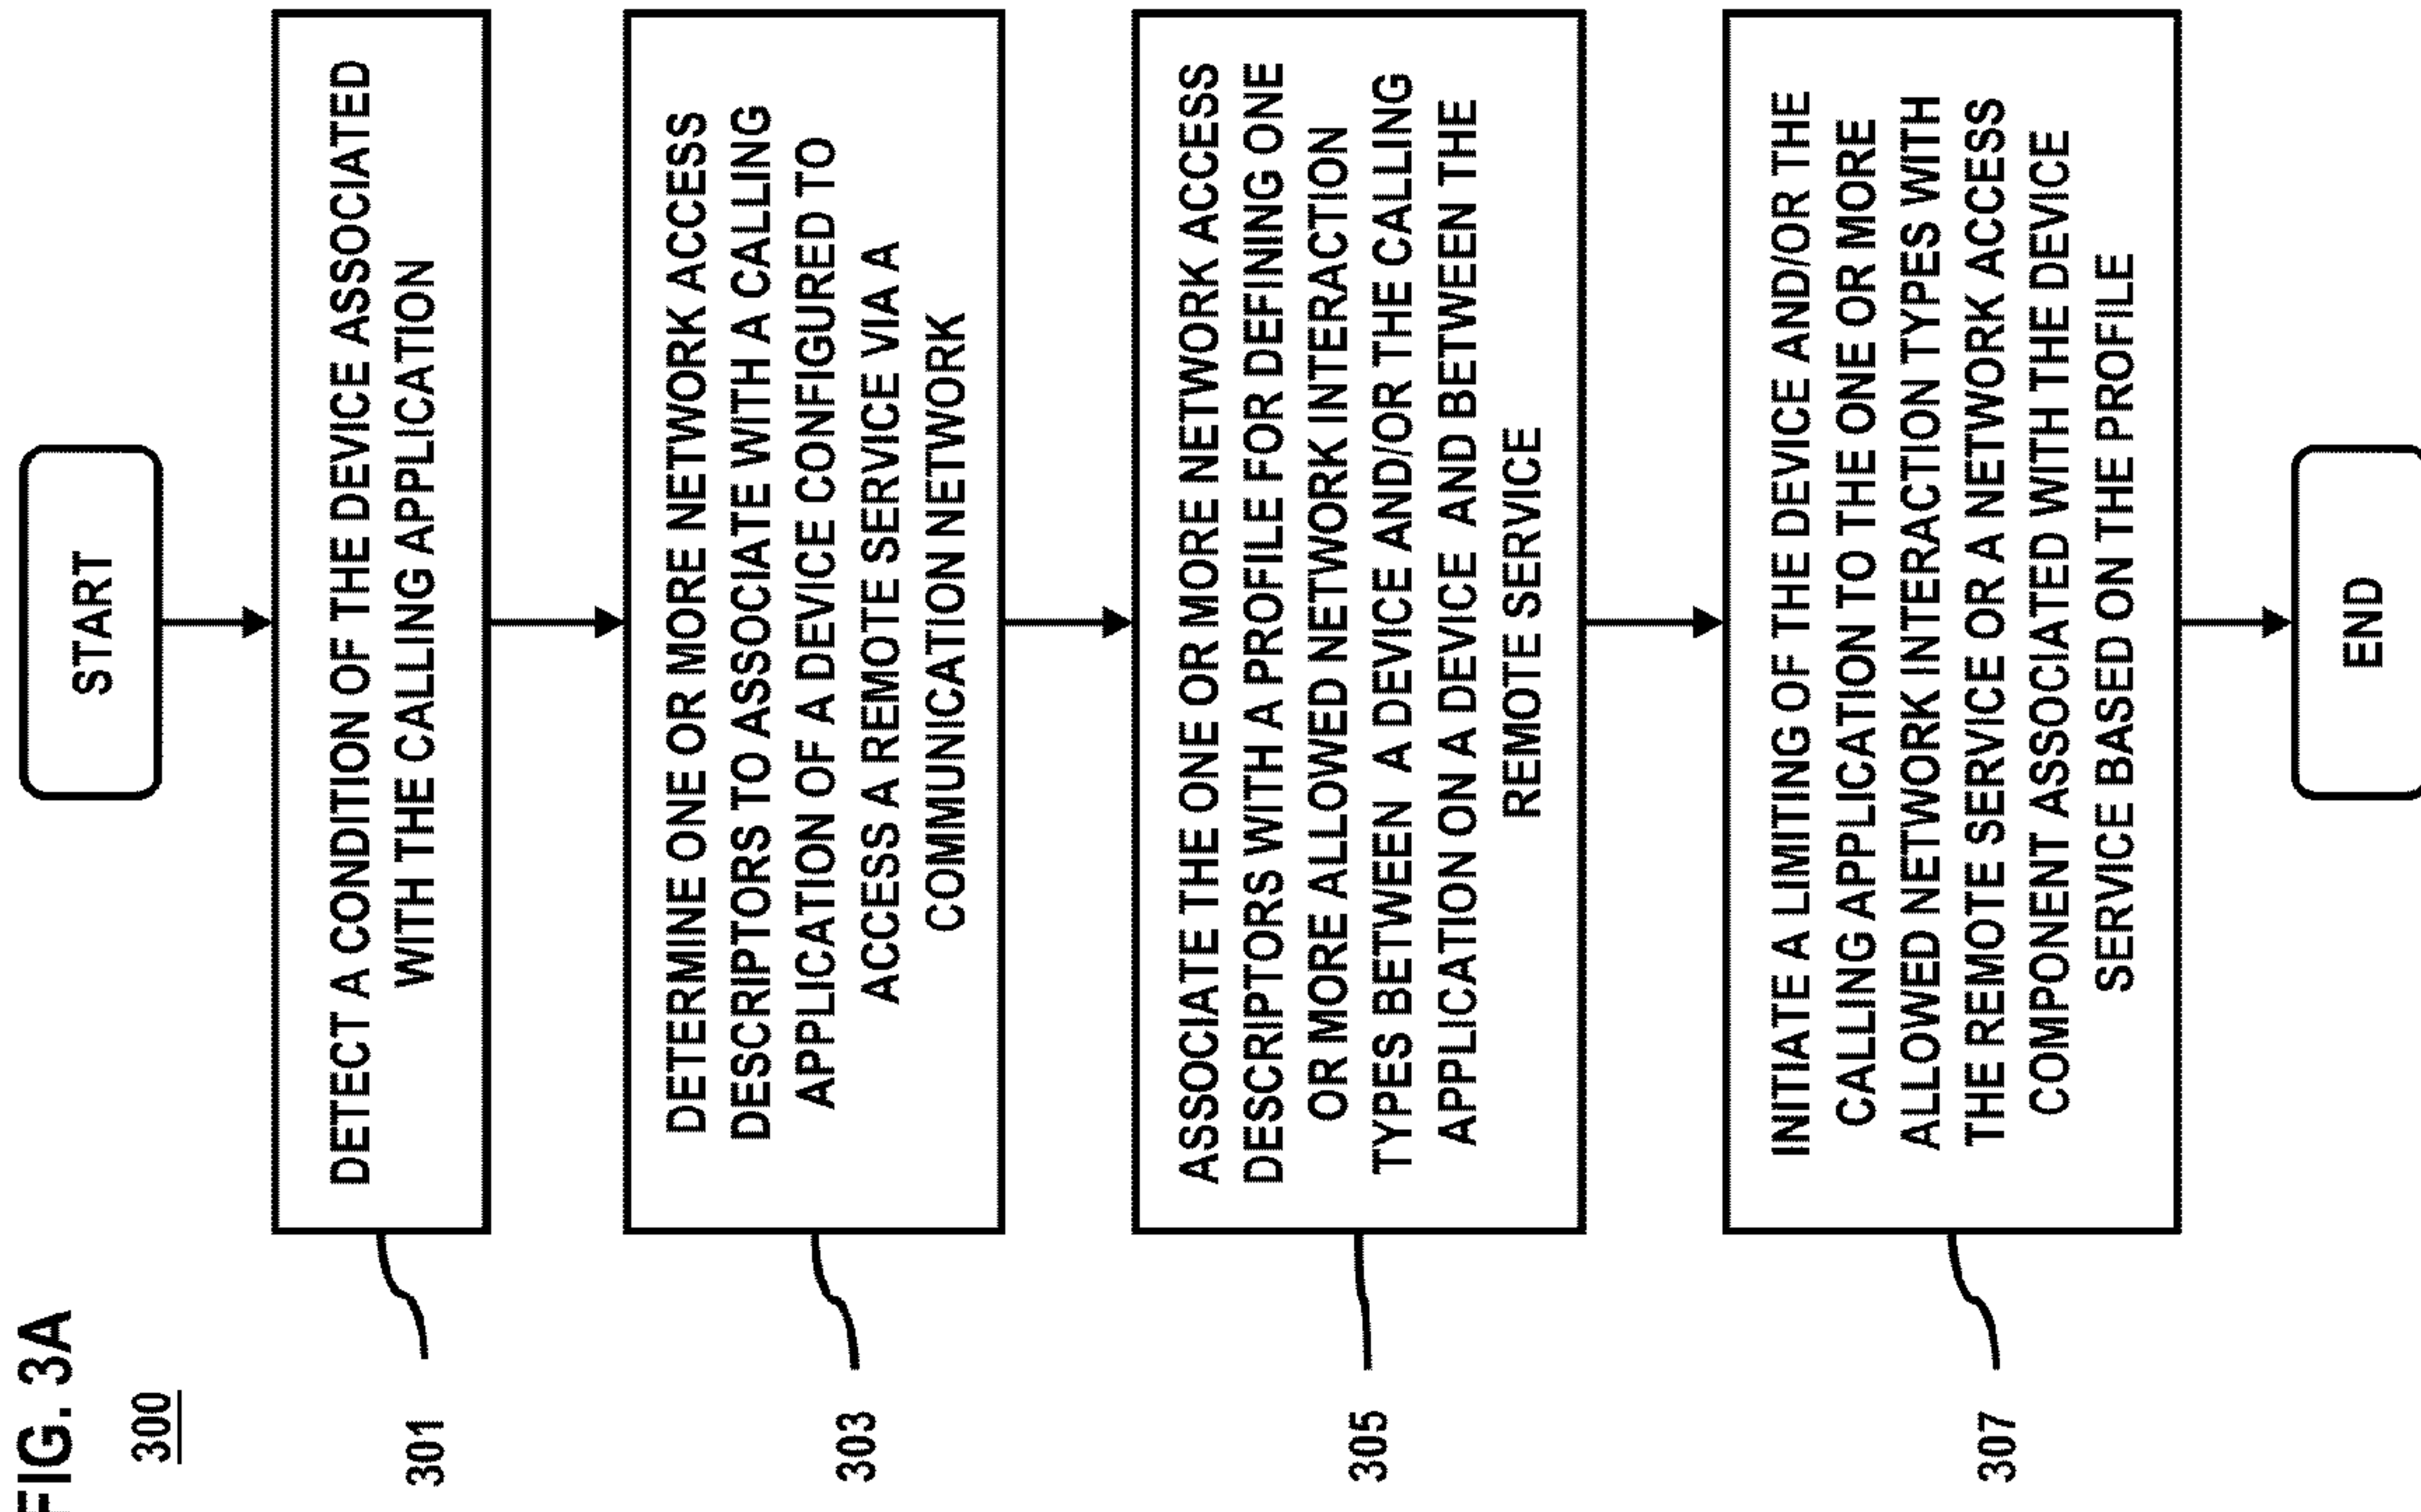 FIG. 3A
300
START
301
DETECT A CONDITION OF THE DEVICE ASSOCIATED
WITH THE CALLING APPLICATION
303
DETERMINE ONE OR MORE NETWORK ACCESS
DESCRIPTORS TO ASSOCIATE WITH A CALLING
APPLICATION OF A DEVICE CONFIGURED TO
ACCESS A REMOTE SERVICE VIA A
COMMUNICATION NETWORK
305
ASSOCIATE THE ONE OR MORE NETWORK ACCESS
DESCRIPTORS WITH A PROFILE FOR DEFINING ONE
OR MORE ALLOWED NETWORK INTERACTION
TYPES BETWEEN A DEVICE AND/OR THE CALLING
APPLICATION ON A DEVICE AND BETWEEN THE
REMOTE SERVICE
307
INITIATE A LIMITING OF THE DEVICE AND/OR THE
CALLING APPLICATION TO THE ONE OR MORE
ALLOWED NETWORK INTERACTION TYPES WITH
THE REMOTE SERVICE OR A NETWORK ACCESS
COMPONENT ASSOCIATED WITH THE DEVICE
SERVICE BASED ON THE PROFILE
END